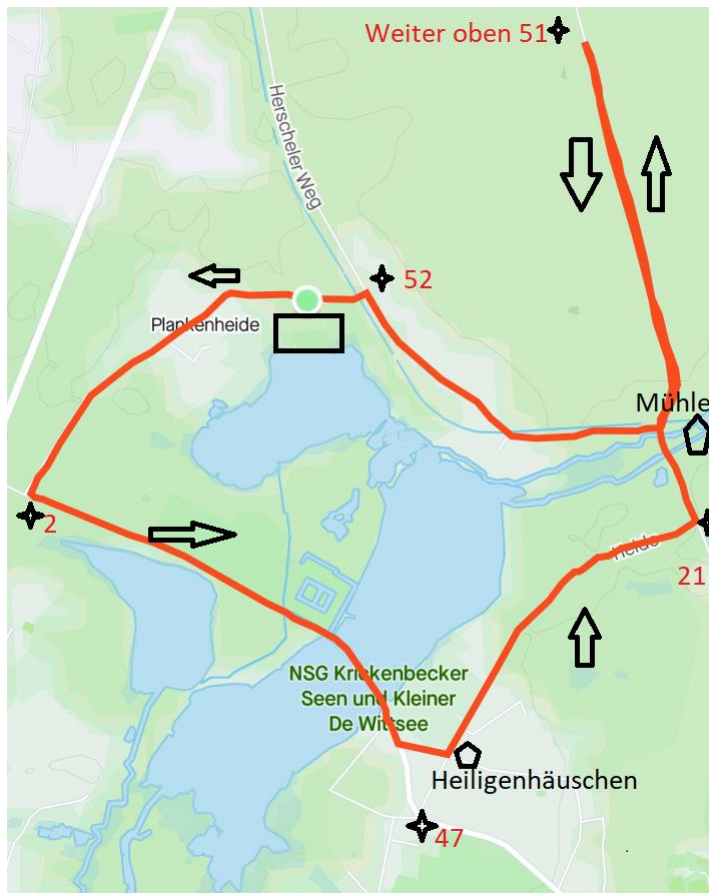 Weiter oben 51
Herscheler Weg
52
Plankenheide
Mühle
2
Heide
21
NSG Krickenbecker
Seen und Kleiner
De Wittsee
Heiligenhäuschen
47